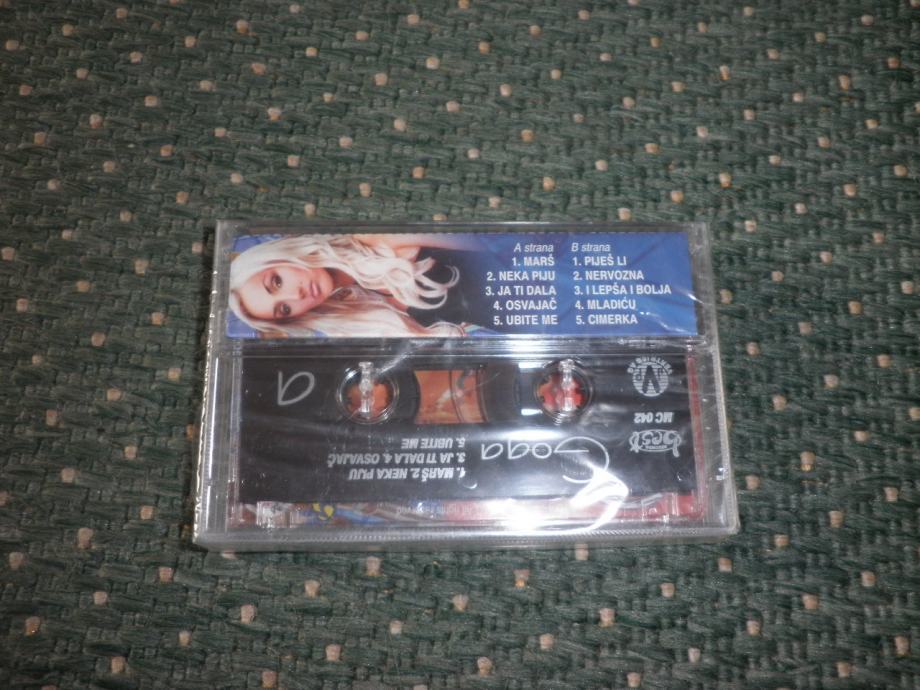 A strana
1. MARŠ
2. NEKA PIJU
3. JA TI DALA
4. OSVAJAČ
5. UBITE ME
B strana
1. PIJEŠ LI
2. NERVOZNA
3. I LEPŠA I BOLJA
4. MLADIĆU
5. CIMERKA
a
Goga
1. MARŠ 2. NEKA PIJU
3. JA TI DALA 4. OSVAJAČ
5. UBITE ME
best
MC 042